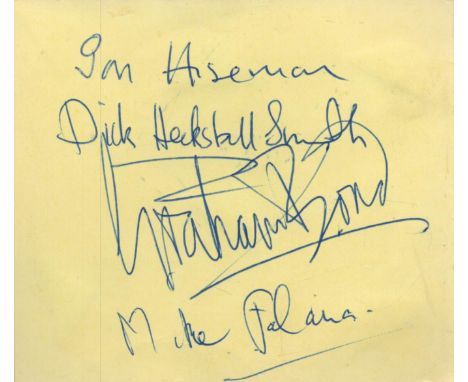 Jon Hiseman
Dick Heckstall Smith
Graham Bond
Mike Falana.